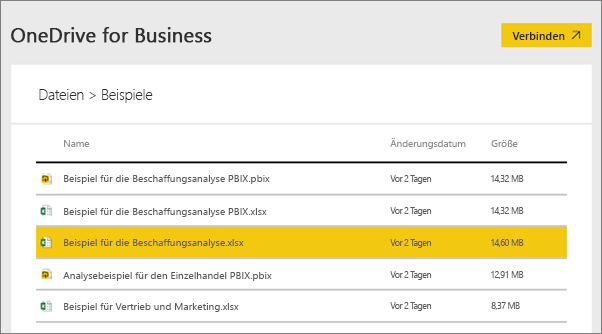 OneDrive for Business
Verbinden
Dateien > Beispiele
Name Änderungsdatum Größe
Beispiel für die Beschaffungsanalyse PBIX.pbix Vor 2 Tagen 14,32 MB
Beispiel für die Beschaffungsanalyse PBIX.xlsx Vor 2 Tagen 14,32 MB
Beispiel für die Beschaffungsanalyse.xlsx Vor 2 Tagen 14,60 MB
Analysebeispiel für den Einzelhandel PBIX.pbix Vor 2 Tagen 12,91 MB
Beispiel für Vertrieb und Marketing.xlsx Vor 2 Tagen 8,37 MB